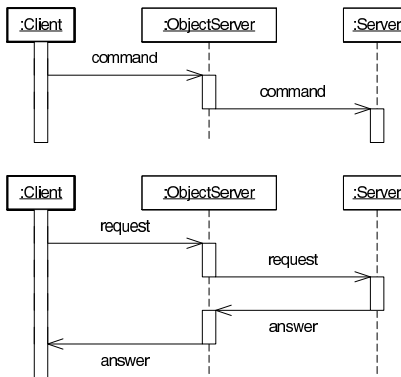 :Client :ObjectServer :Server
command
command
:Client :ObjectServer :Server
request
request
answer
answer